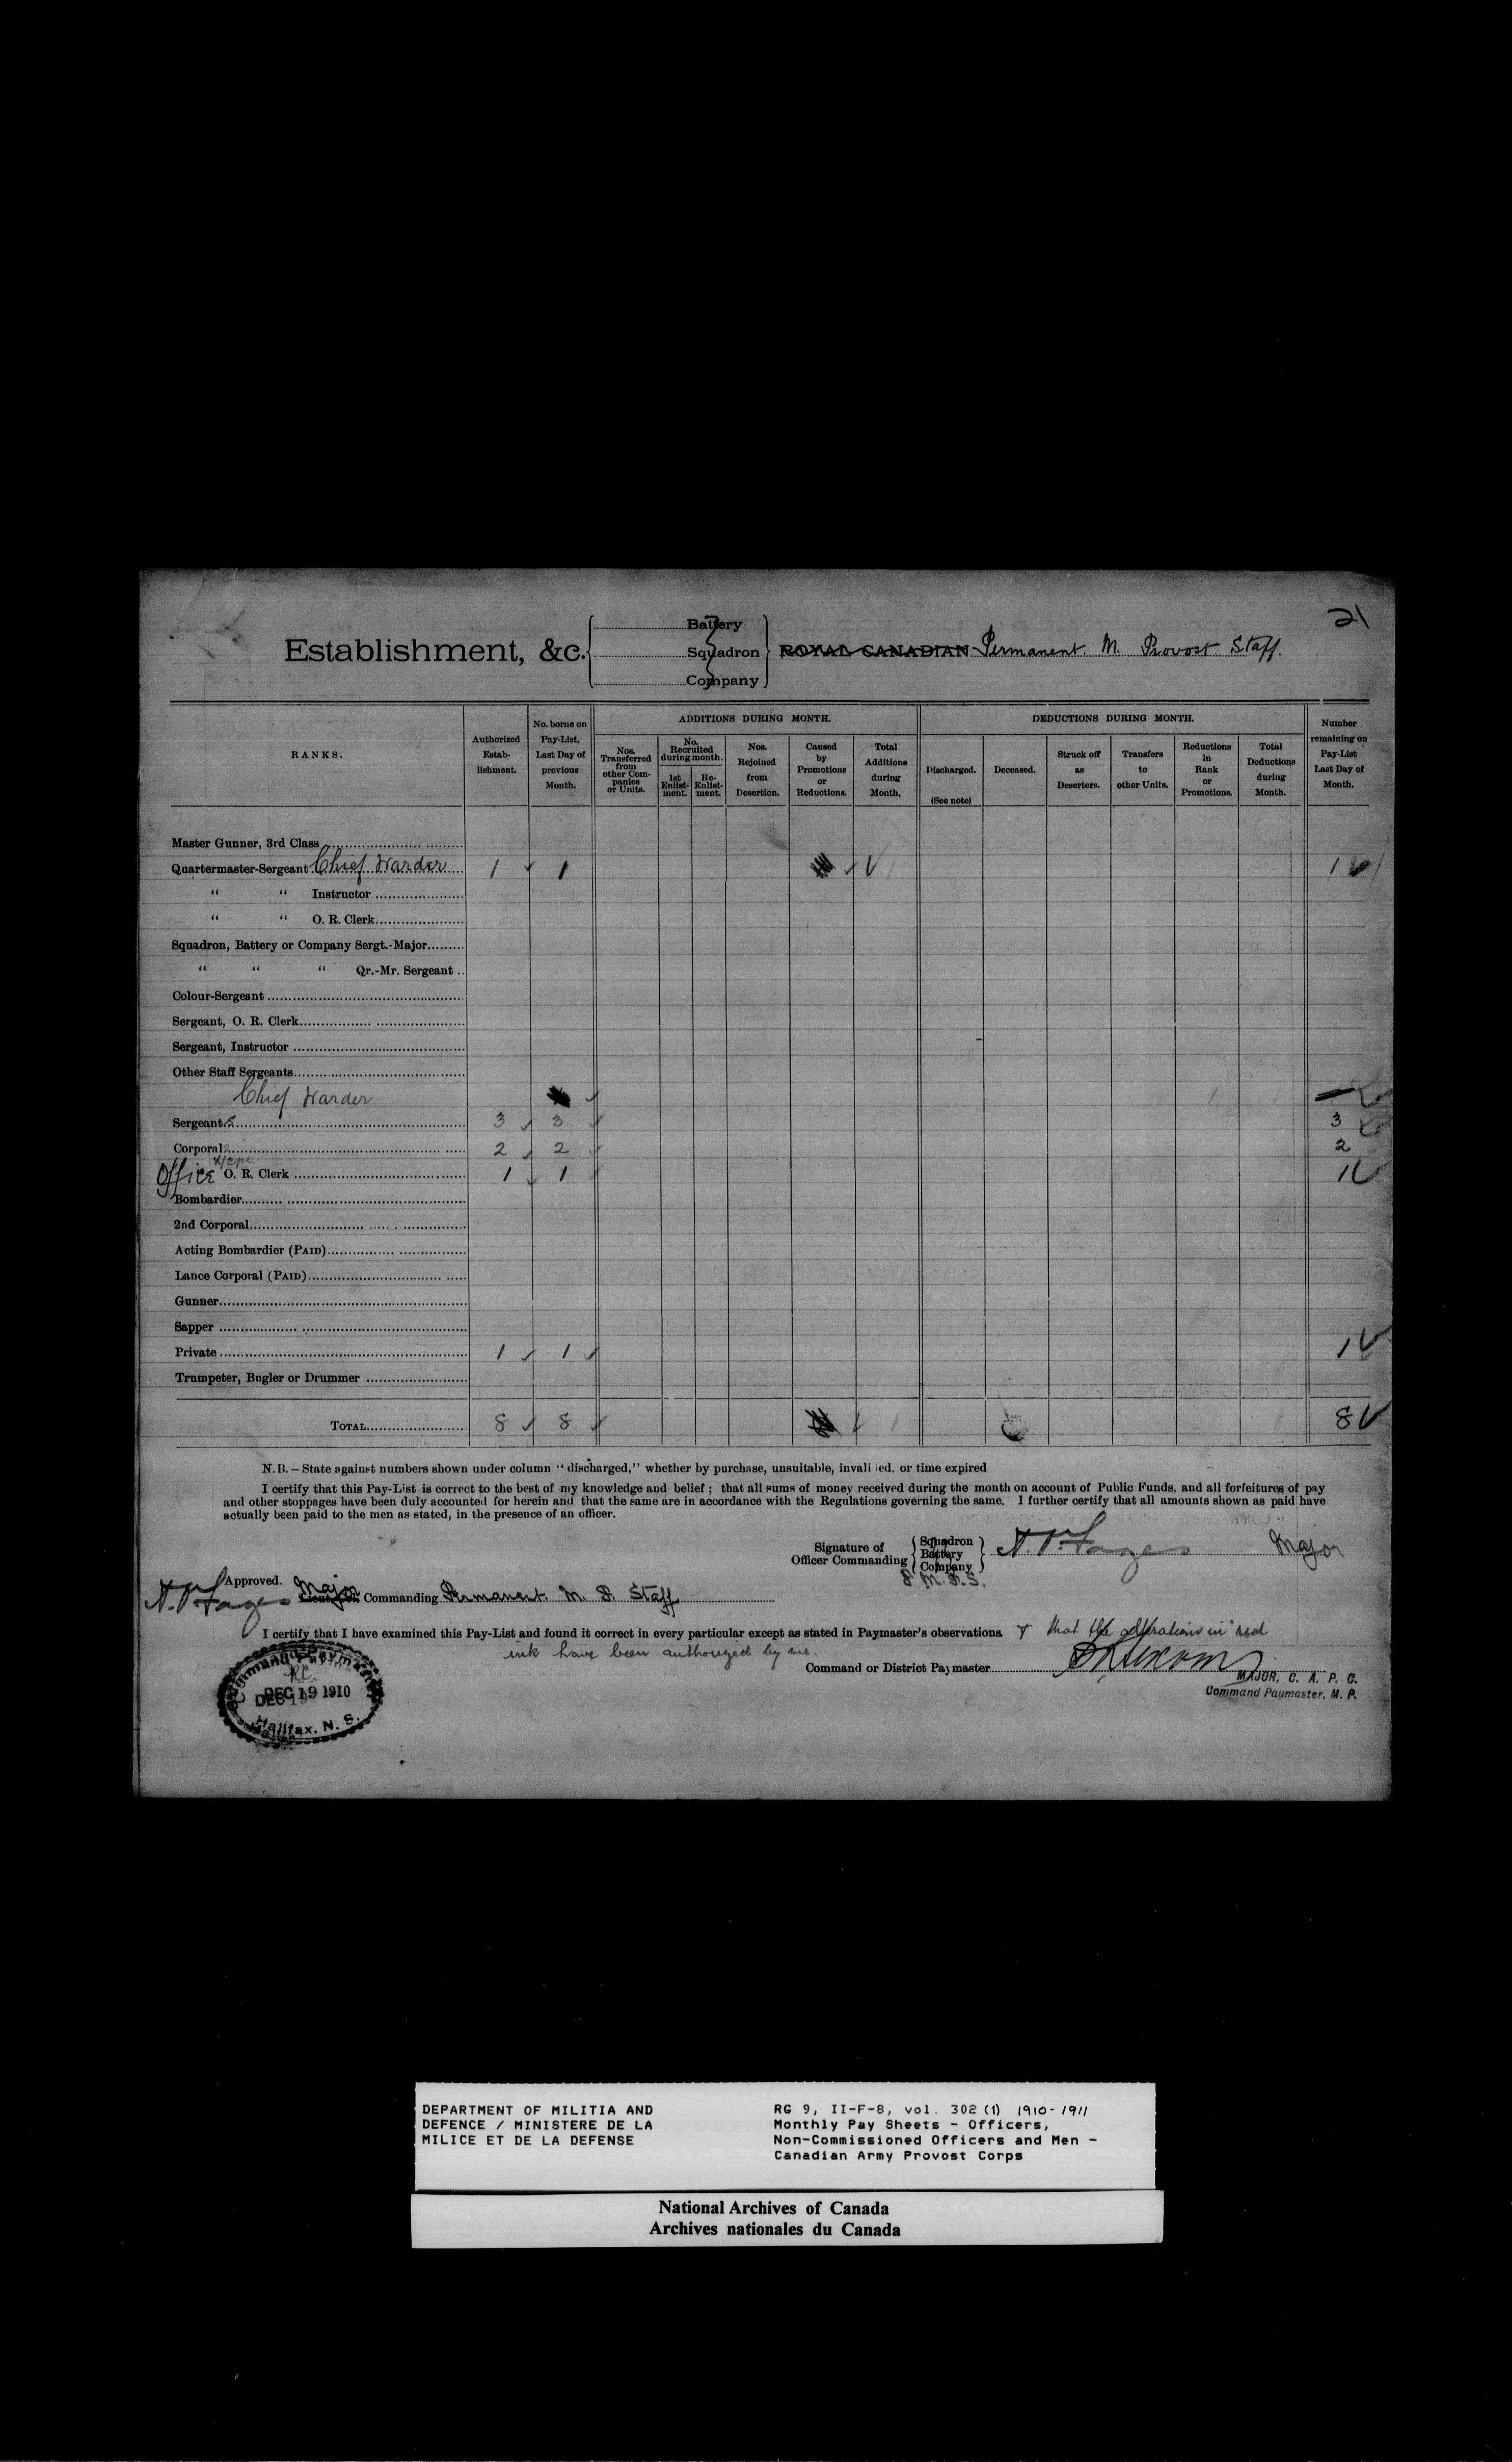 21
Battery
Establishment, &c. Squadron ROYAL CANADIAN Permanent M. Provost Staff.
Company
RANKS.
Authorized Establishment.
No. borne on Pay-List, Last Day of previous Month.
ADDITIONS DURING MONTH.
Nos. Transferred from other Companies or Units.
No. Recruited during month.
1st Enlistment.
Re-Enlistment.
Nos. Rejoined from Desertion.
Caused by Promotions or Reductions.
Total Additions during Month.
DEDUCTIONS DURING MONTH.
Discharged. (See note)
Deceased.
Struck off as Deserters.
Transfers to other Units.
Reductions in Rank or Promotions.
Total Deductions during Month.
Number remaining on Pay-List Last Day of Month.
Master Gunner, 3rd Class
Quartermaster-Sergeant Chief Warder 1 1 1
" " Instructor
" " O. R. Clerk
Squadron, Battery or Company Sergt.-Major
" " " Qr.-Mr. Sergeant
Colour-Sergeant
Sergeant, O. R. Clerk
Sergeant, Instructor
Other Staff Sergeants
Chief Warder
Sergeants 3 3 3
Corporal 2 2 2
Office O. R. Clerk 1 1 1
Bombardier
2nd Corporal
Acting Bombardier (PAID)
Lance Corporal (PAID)
Gunner
Sapper
Private 1 1 1
Trumpeter, Bugler or Drummer
TOTAL 8 8 8
N.B. — State against numbers shown under column "discharged," whether by purchase, unsuitable, invalided, or time expired
I certify that this Pay-List is correct to the best of my knowledge and belief; that all sums of money received during the month on account of Public Funds, and all forfeitures of pay
and other stoppages have been duly accounted for herein and that the same are in accordance with the Regulations governing the same. I further certify that all amounts shown as paid have
actually been paid to the men as stated, in the presence of an officer.
Signature of Officer Commanding Squadron Battery Company Major
P. M. P. S.
Approved.
Major Commanding Permanent M. P. Staff
I certify that I have examined this Pay-List and found it correct in every particular except as stated in Paymaster's observations & that the alterations in red
ink have been authorized by me.
Command or District Paymaster
MAJOR, C. A. P. C.
Command Paymaster, M. P.
Command Paymaster
DEC 19 1910
Halifax, N. S.
DEPARTMENT OF MILITIA AND
DEFENCE / MINISTERE DE LA
MILICE ET DE LA DEFENSE
RG 9, II-F-8, vol. 302 (1) 1910-1911
Monthly Pay Sheets - Officers,
Non-Commissioned Officers and Men -
Canadian Army Provost Corps
National Archives of Canada
Archives nationales du Canada